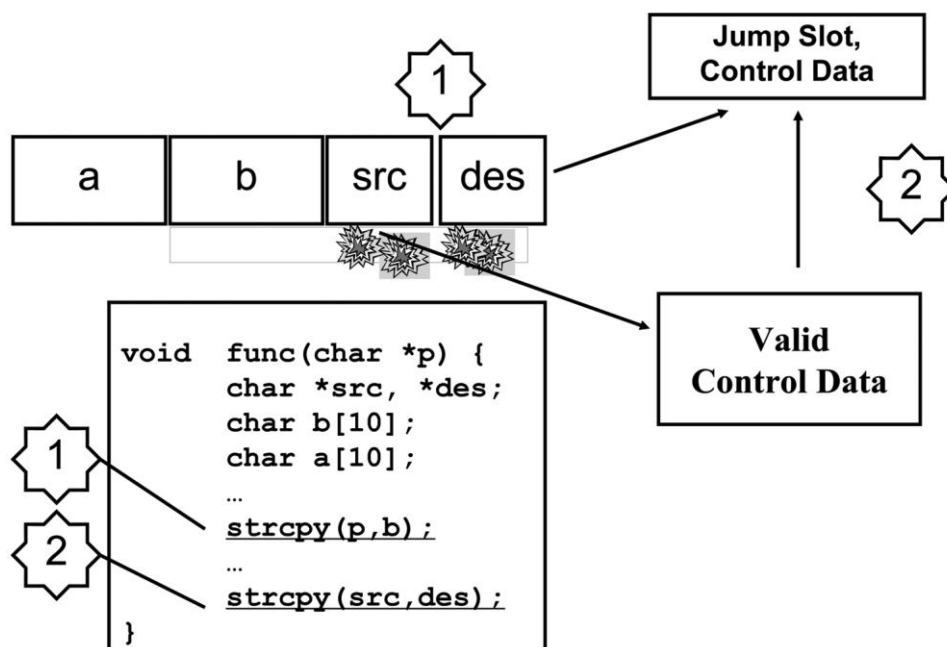 1
Jump Slot,
Control Data
a b src des
2
Valid
Control Data
void func(char *p) {
char *src, *des;
char b[10];
char a[10];
…
1
strcpy(p,b);
…
2
strcpy(src,des);
}